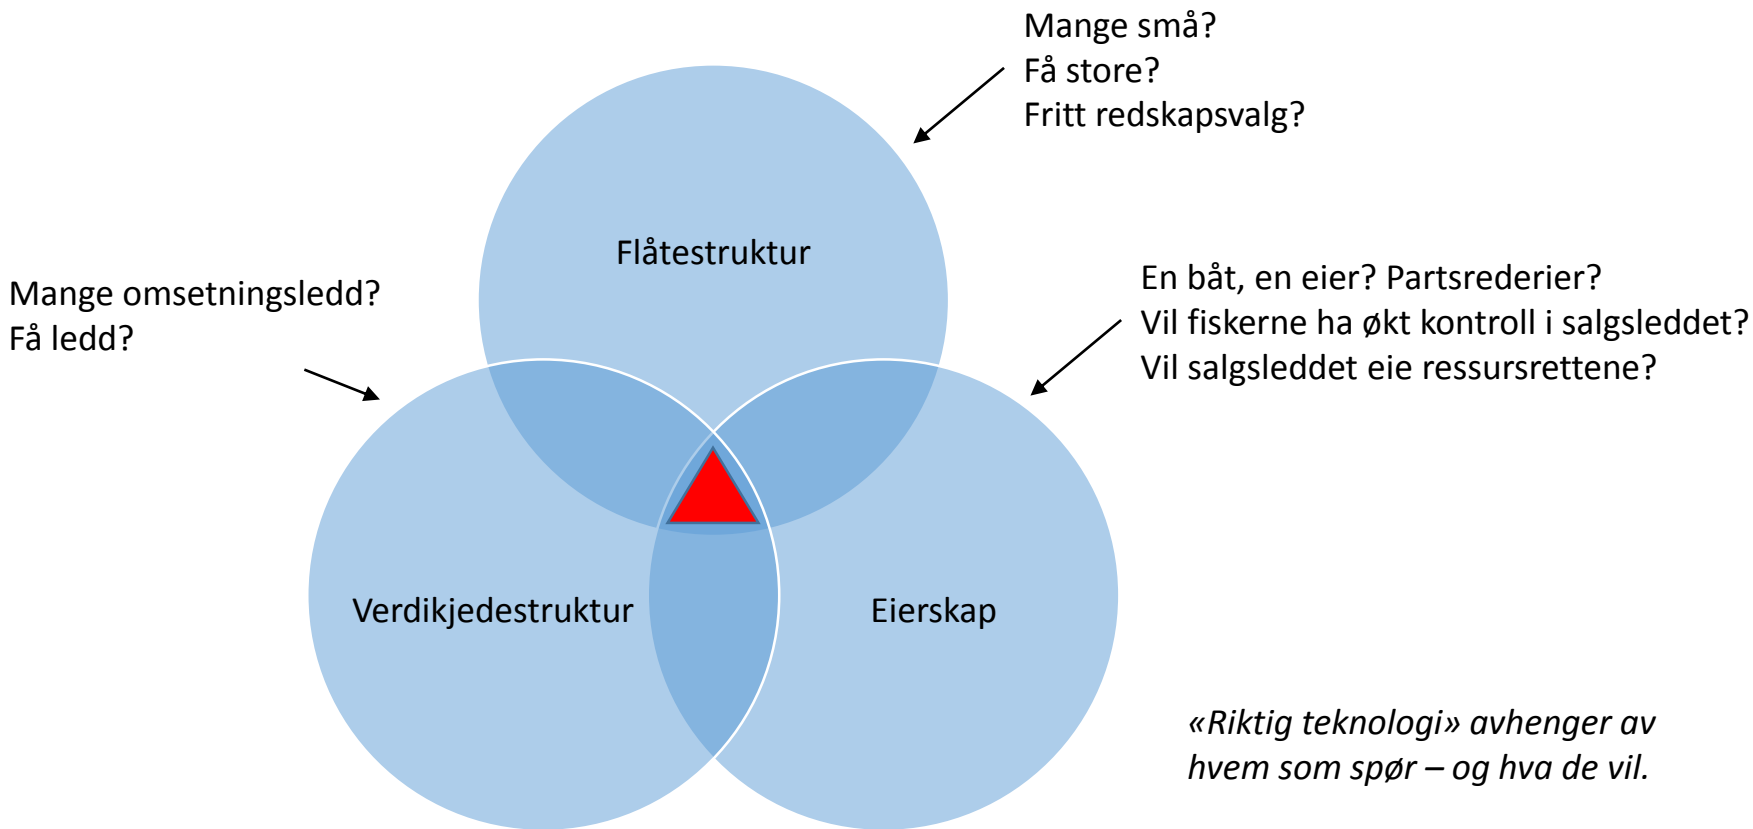 Mange små?
Få store?
Fritt redskapsvalg?
Flåtestruktur
Mange omsetningsledd?
Få ledd?
En båt, en eier? Partsrederier?
Vil fiskerne ha økt kontroll i salgsleddet?
Vil salgsleddet eie ressursrettene?
Verdikjedestruktur
Eierskap
«Riktig teknologi» avhenger av
hvem som spør – og hva de vil.